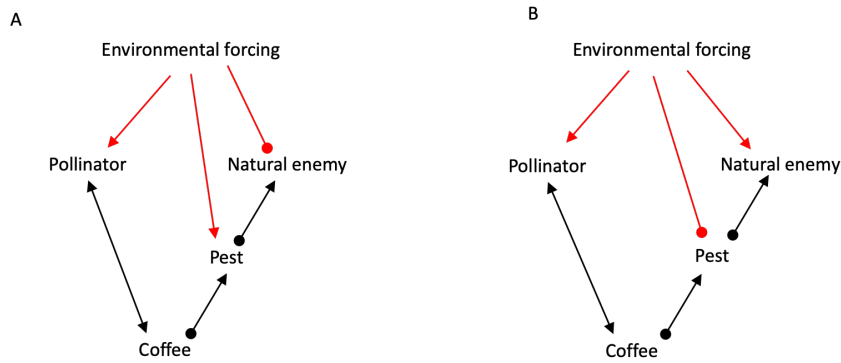 A
Environmental forcing
Pollinator
Natural enemy
Pest
Coffee
B
Environmental forcing
Pollinator
Natural enemy
Pest
Coffee